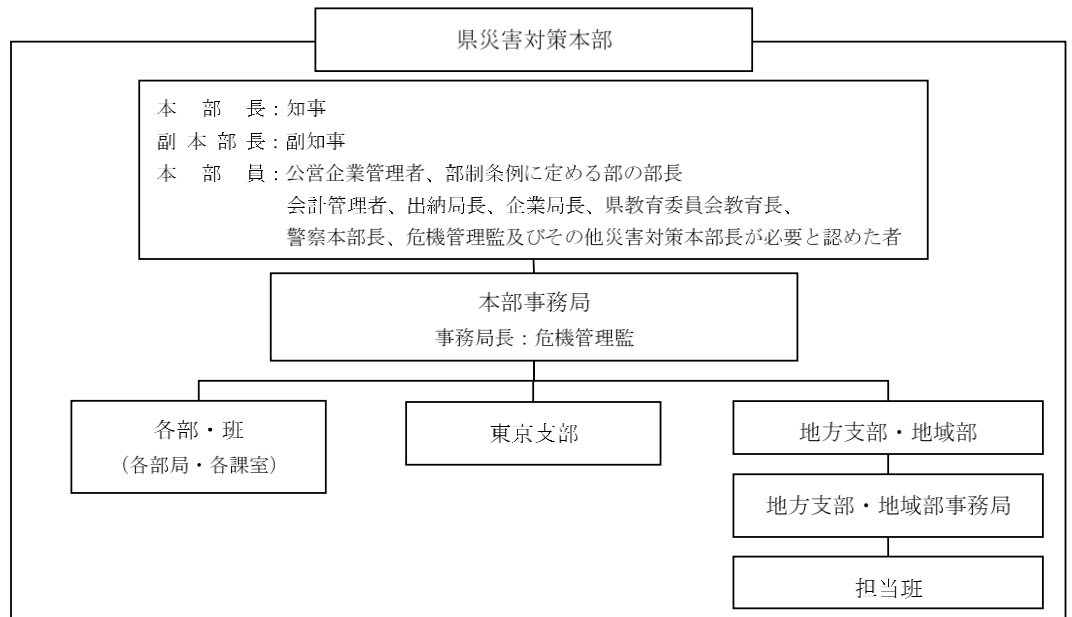 県災害対策本部
本　部　長：知事
副本部長：副知事
本　部　員：公営企業管理者、部制条例に定める部の部長
会計管理者、出納局長、企業局長、県教育委員会教育長、
警察本部長、危機管理監及びその他災害対策本部長が必要と認めた者
本部事務局
事務局長：危機管理監
各部・班
（各部局・各課室）
東京支部
地方支部・地域部
地方支部・地域部事務局
担当班